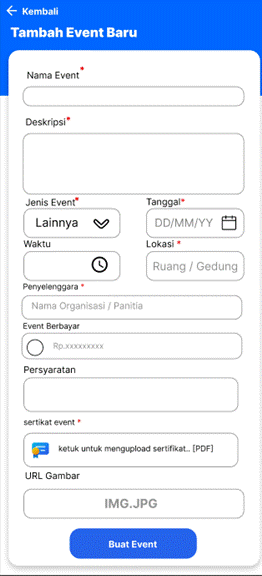 Kembali
Tambah Event Baru
Nama Event*
Deskripsi*
Jenis Event* Tanggal*
Lainnya DD/MM/YY
Waktu Lokasi *
Ruang / Gedung
Penyelenggara *
Nama Organisasi / Panitia
Event Berbayar
Rp.xxxxxxxxx
Persyaratan
sertikat event *
ketuk untuk mengupload sertifikat.. [PDF]
URL Gambar
IMG.JPG
Buat Event